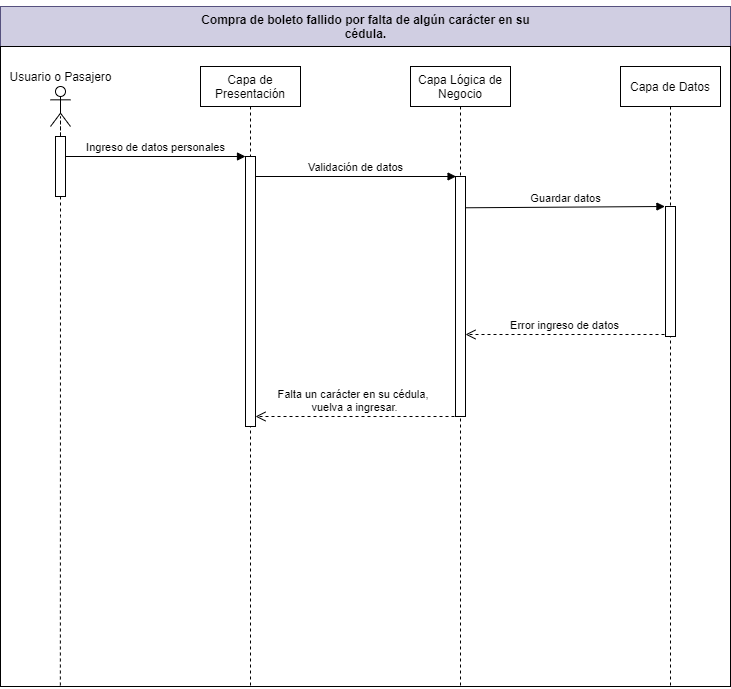 Compra de boleto fallido por falta de algún carácter en su
cédula.
Usuario o Pasajero
Capa de
Presentación
Capa Lógica de
Negocio
Capa de Datos
Ingreso de datos personales
Validación de datos
Guardar datos
Error ingreso de datos
Falta un carácter en su cédula,
vuelva a ingresar.